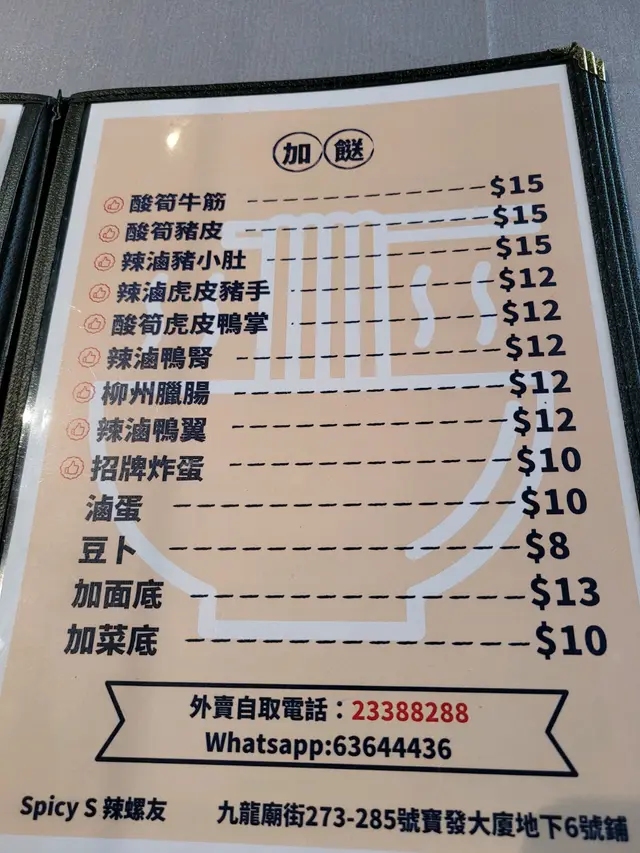 加餸
酸筍牛筋 $15
酸筍豬皮 $15
辣滷豬小肚 $15
辣滷虎皮豬手 $12
酸筍虎皮鴨掌 $12
辣滷鴨腎 $12
柳州臘腸 $12
辣滷鴨翼 $12
招牌炸蛋 $10
滷蛋 $10
豆卜 $8
加面底 $13
加菜底 $10
外賣自取電話：23388288
Whatsapp:63644436
Spicy S 辣螺友 九龍廟街273-285號寶發大廈地下6號鋪